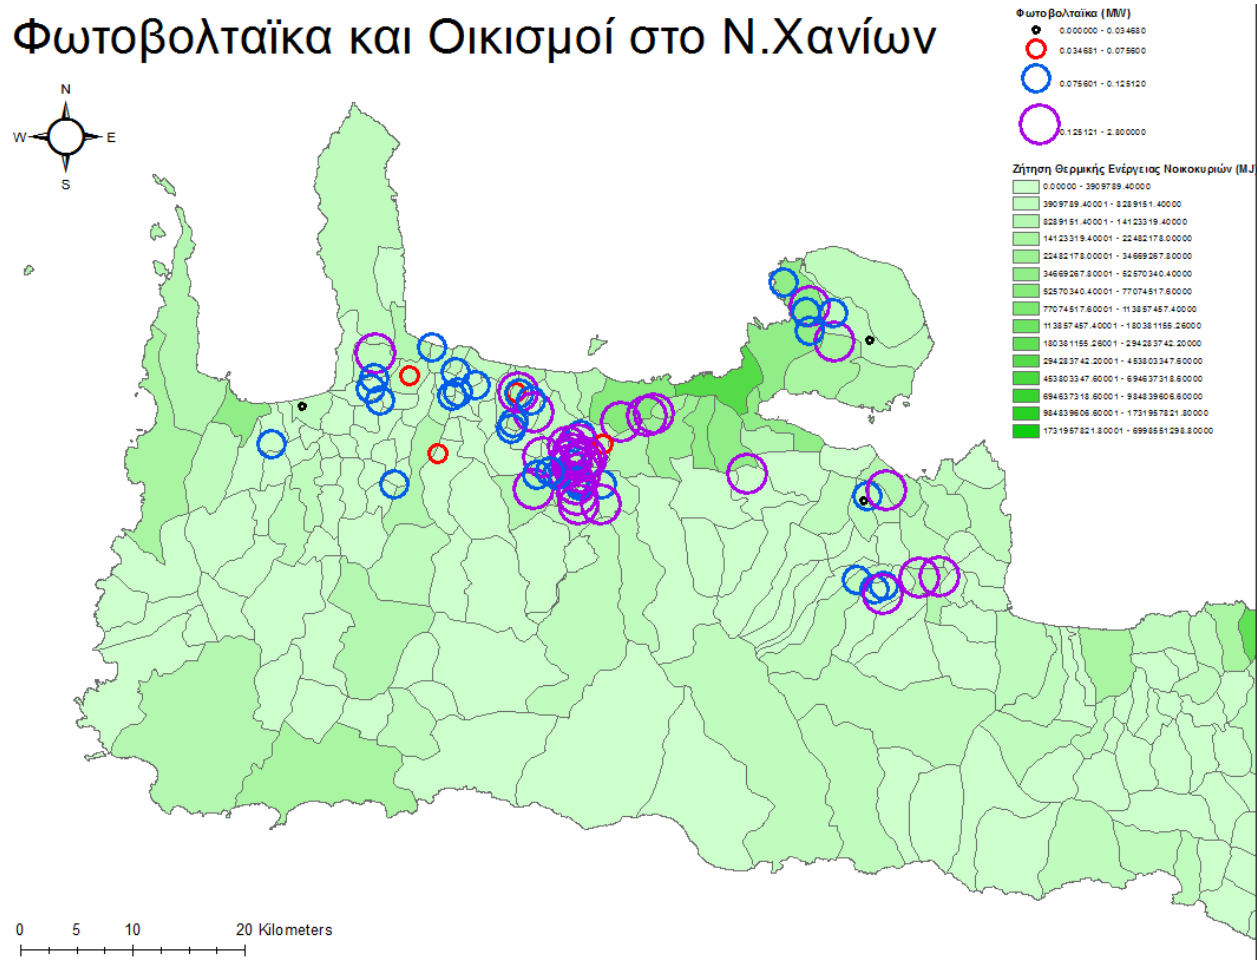 Φωτοβολταϊκα και Οικισμοί στο Ν.Χανίων
N
W
E
S
Φωτοβολταϊκα (MW)
0.000000 - 0.034680
0.034681 - 0.075600
0.075601 - 0.125120
0.125121 - 2.800000
Ζήτηση Θερμικής Ενέργειας Νοικοκυριών (MJ
0.00000 - 3909789.40000
3909789.40001 - 8289151.40000
8289151.40001 - 14123319.40000
14123319.40001 - 22482178.00000
22482178.00001 - 34669267.80000
34669267.80001 - 52570340.40000
52570340.40001 - 77074517.60000
77074517.60001 - 113857457.40000
113857457.40001 - 180381155.26000
180381155.26001 - 294283742.20000
294283742.20001 - 453803347.60000
453803347.60001 - 694637318.60000
694637318.60001 - 984839606.60000
984839606.60001 - 1731957821.80000
1731957821.80001 - 6998551298.80000
0 5 10 20 Kilometers